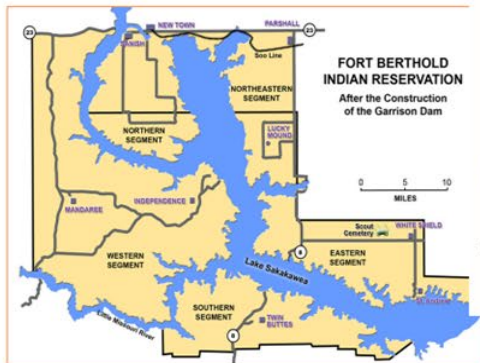 23
NEW TOWN
PARSHALL
23
SANISH
Soo Line
FORT BERTHOLD
INDIAN RESERVATION
After the Construction
of the Garrison Dam
NORTHEASTERN
SEGMENT
NORTHERN
SEGMENT
LUCKY
MOUND
0 5 10
MILES
MANDAREE
INDEPENDENCE
Scout
Cemetery
WHITE SHIELD
8
WESTERN
SEGMENT
EASTERN
SEGMENT
Lake Sakakawea
SOUTHERN
SEGMENT
Little Missouri River
TWIN
BUTTES
8